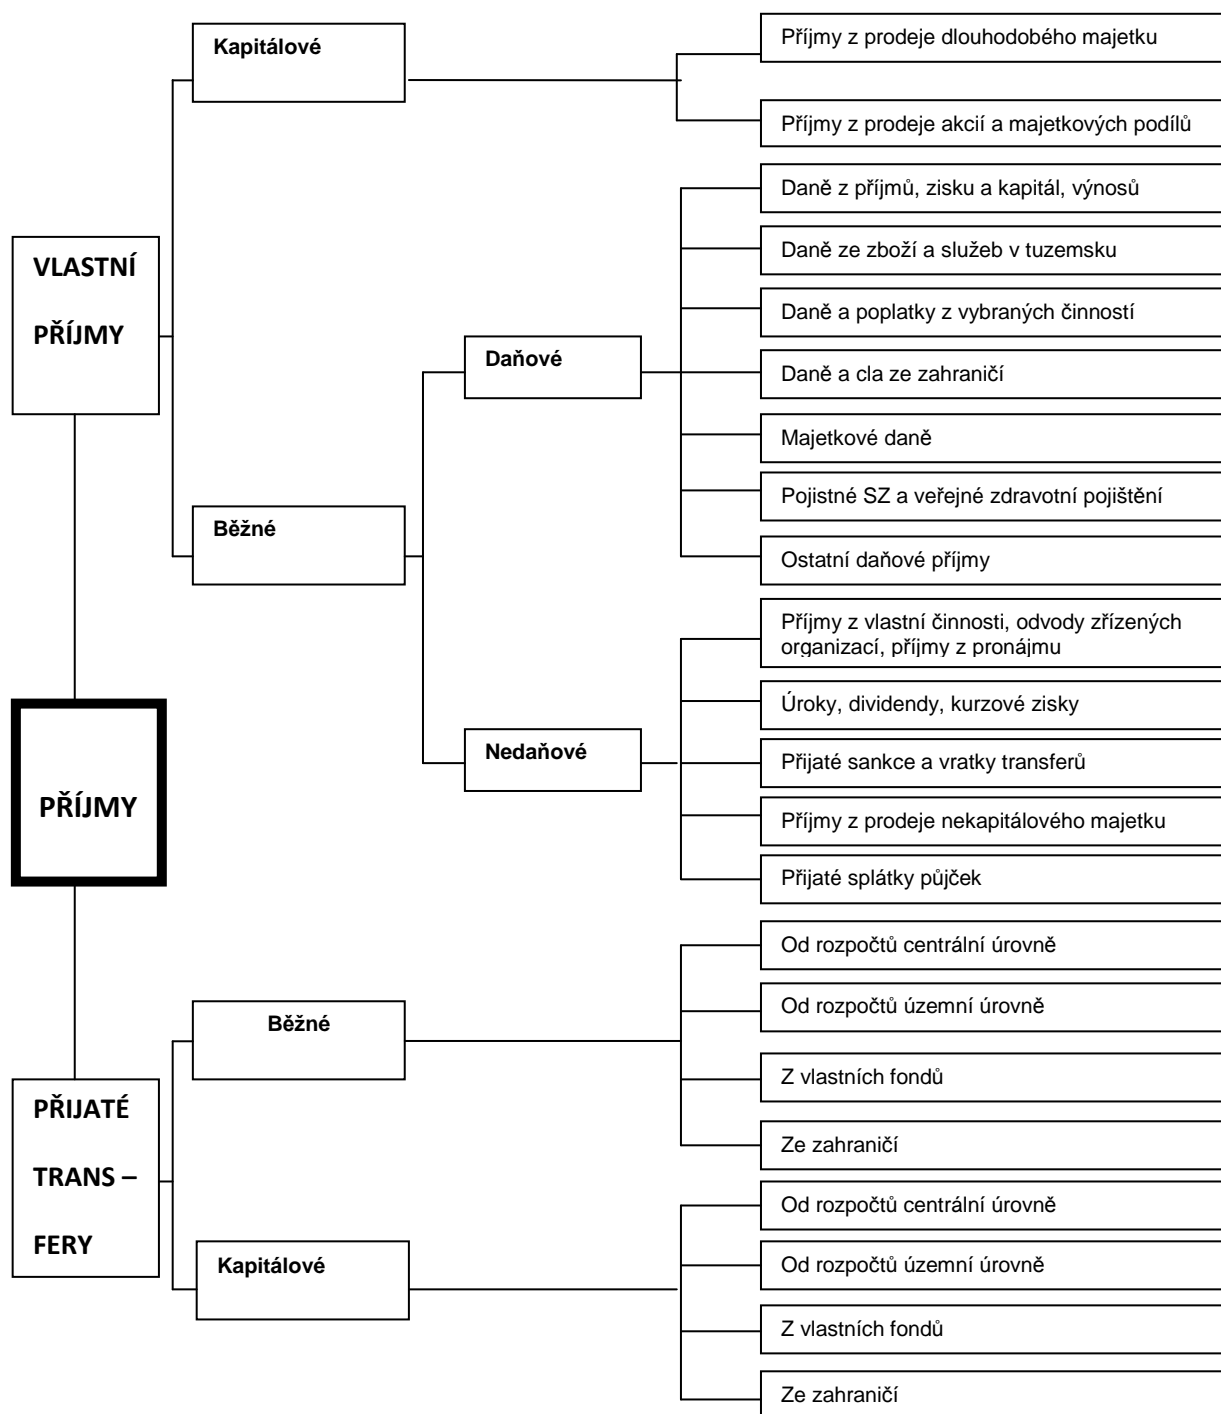 Kapitálové
Příjmy z prodeje dlouhodobého majetku
Příjmy z prodeje akcií a majetkových podílů
VLASTNÍ
PŘÍJMY
Daně z příjmů, zisku a kapitál, výnosů
Daně ze zboží a služeb v tuzemsku
Daně a poplatky z vybraných činností
Daňové
Daně a cla ze zahraničí
Majetkové daně
Pojistné SZ a veřejné zdravotní pojištění
Ostatní daňové příjmy
Běžné
Příjmy z vlastní činnosti, odvody zřízených
organizací, příjmy z pronájmu
Úroky, dividendy, kurzové zisky
Nedaňové
Přijaté sankce a vratky transferů
Příjmy z prodeje nekapitálového majetku
Přijaté splátky půjček
PŘÍJMY
Od rozpočtů centrální úrovně
Běžné
Od rozpočtů územní úrovně
Z vlastních fondů
Ze zahraničí
PŘIJATÉ
TRANS –
FERY
Kapitálové
Od rozpočtů centrální úrovně
Od rozpočtů územní úrovně
Z vlastních fondů
Ze zahraničí